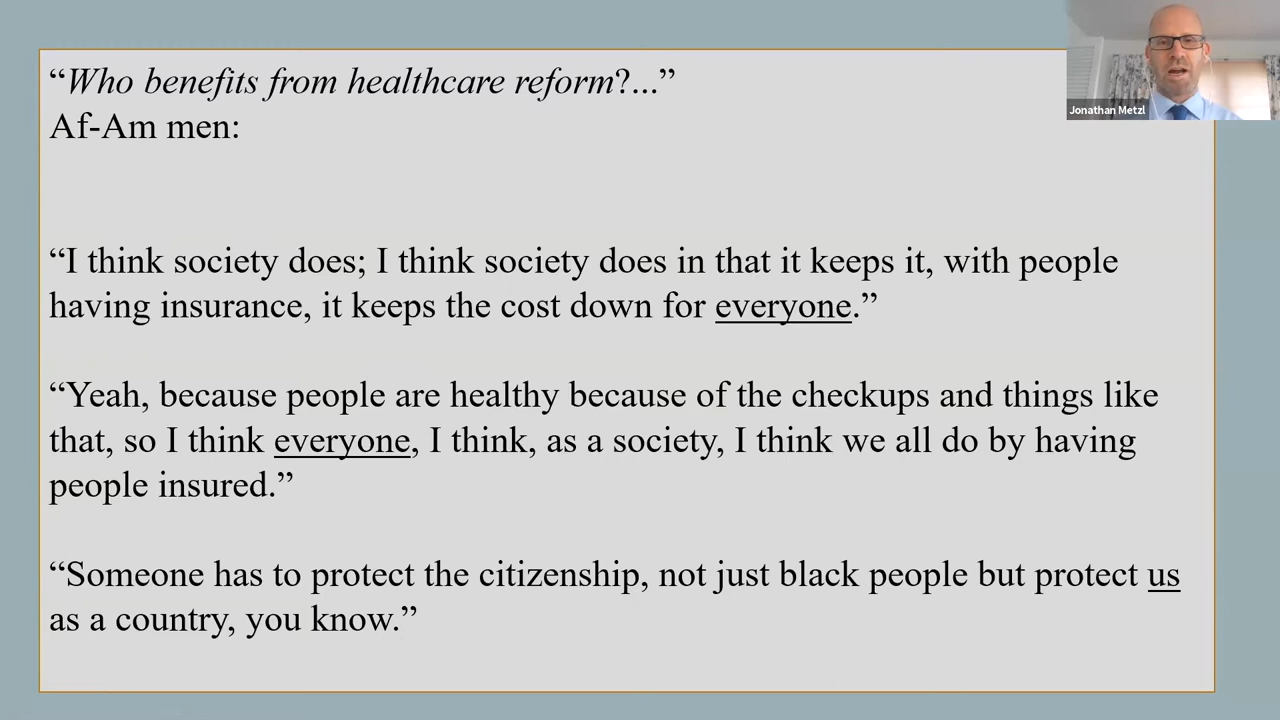 “Who benefits from healthcare reform?...”
Jonathan Metzl
Af-Am men:
“I think society does; I think society does in that it keeps it, with people
having insurance, it keeps the cost down for everyone.”
“Yeah, because people are healthy because of the checkups and things like
that, so I think everyone, I think, as a society, I think we all do by having
people insured.”
“Someone has to protect the citizenship, not just black people but protect us
as a country, you know.”